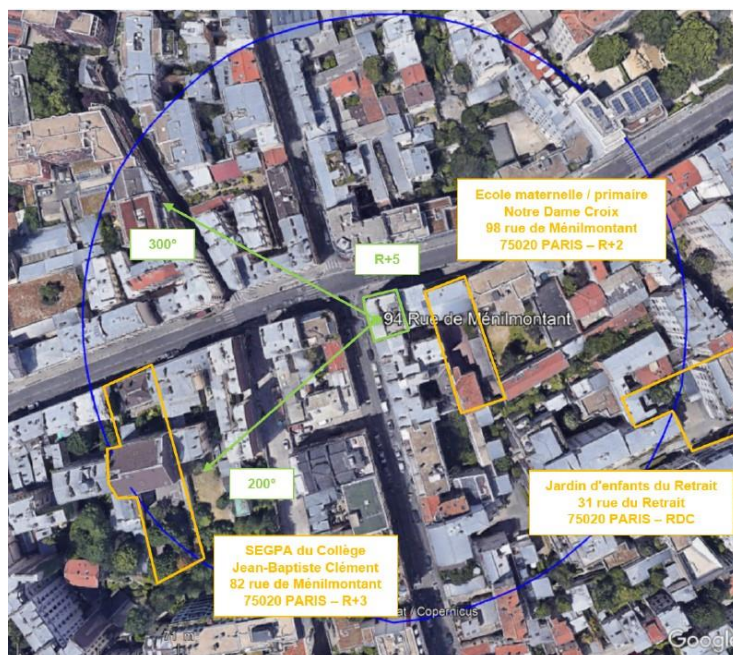 Ecole maternelle / primaire
Notre Dame Croix
98 rue de Ménilmontant
75020 PARIS – R+2
300°
R+5
94 Rue de Ménilmontant
200°
Jardin d'enfants du Retrait
31 rue du Retrait
75020 PARIS – RDC
SEGPA du Collège
Jean-Baptiste Clément
82 rue de Ménilmontant
75020 PARIS – R+3
/ Copernicus
Google